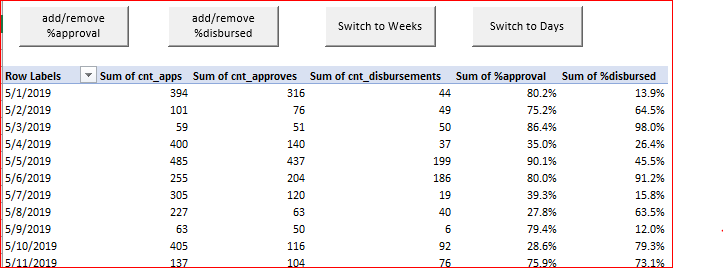 add/remove %approval
add/remove %disbursed
Switch to Weeks
Switch to Days
Row Labels Sum of cnt_apps Sum of cnt_approves Sum of cnt_disbursements Sum of %approval Sum of %disbursed
5/1/2019 394 316 44 80.2% 13.9%
5/2/2019 101 76 49 75.2% 64.5%
5/3/2019 59 51 50 86.4% 98.0%
5/4/2019 400 140 37 35.0% 26.4%
5/5/2019 485 437 199 90.1% 45.5%
5/6/2019 255 204 186 80.0% 91.2%
5/7/2019 305 120 19 39.3% 15.8%
5/8/2019 227 63 40 27.8% 63.5%
5/9/2019 63 50 6 79.4% 12.0%
5/10/2019 405 116 92 28.6% 79.3%
5/11/2019 137 104 76 75.9% 73.1%